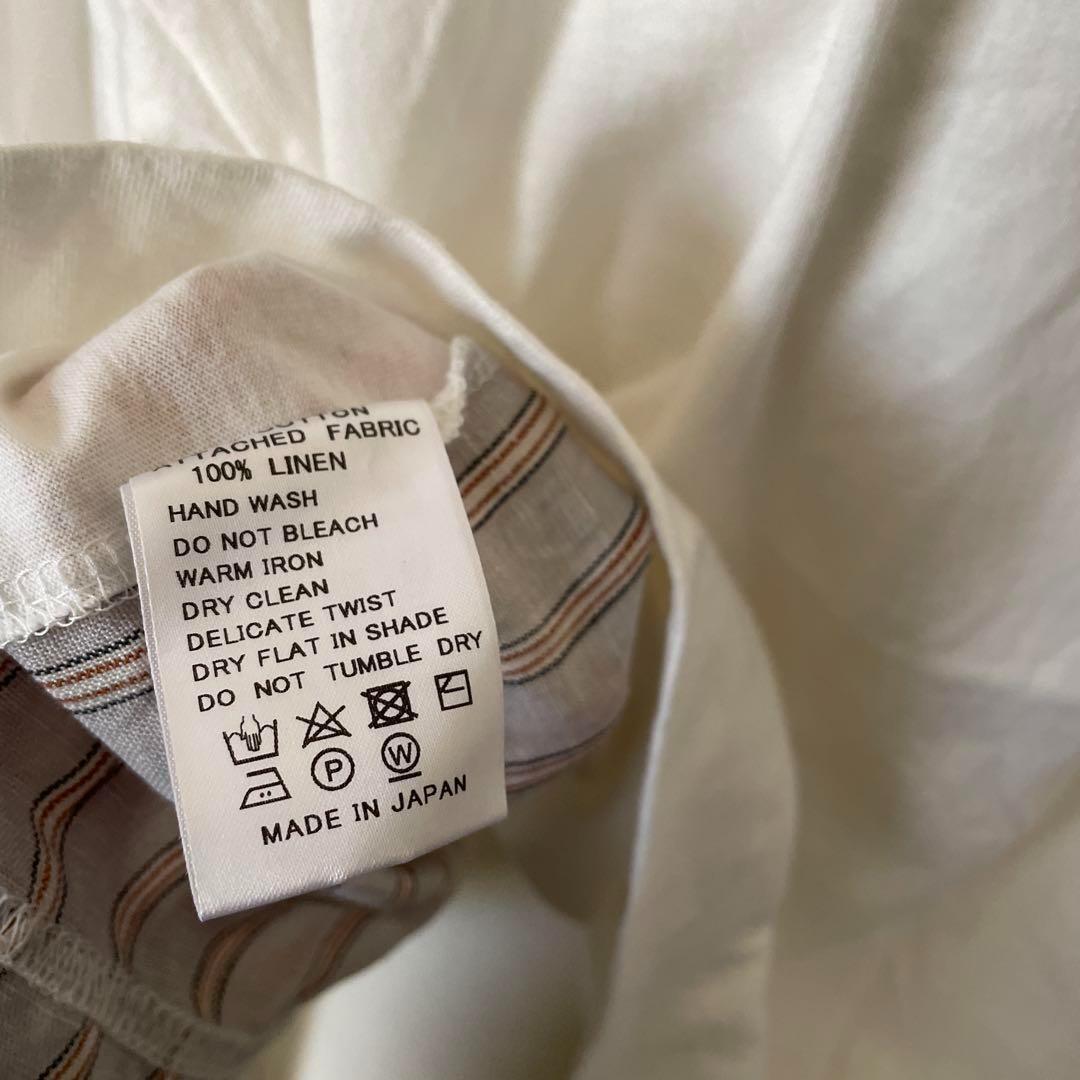 COTTON
ATTACHED FABRIC
100% LINEN
HAND WASH
DO NOT BLEACH
WARM IRON
DRY CLEAN
DELICATE TWIST
DRY FLAT IN SHADE
DO NOT TUMBLE DRY
P W
MADE IN JAPAN